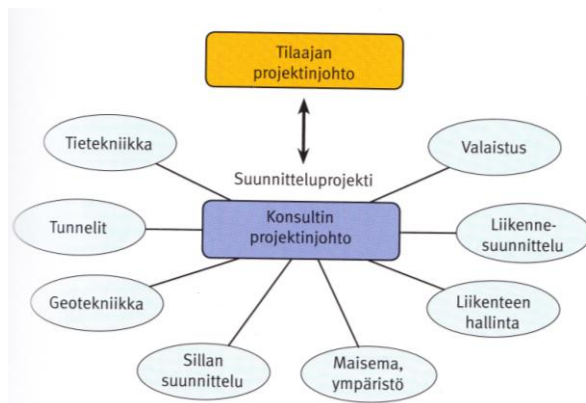 Tilaajan
projektinjohto
Tietekniikka
Valaistus
Suunnitteluprojekti
Tunnelit
Konsultin
projektinjohto
Liikenne-
suunnittelu
Geotekniikka
Liikenteen
hallinta
Sillan
suunnittelu
Maisema,
ympäristö